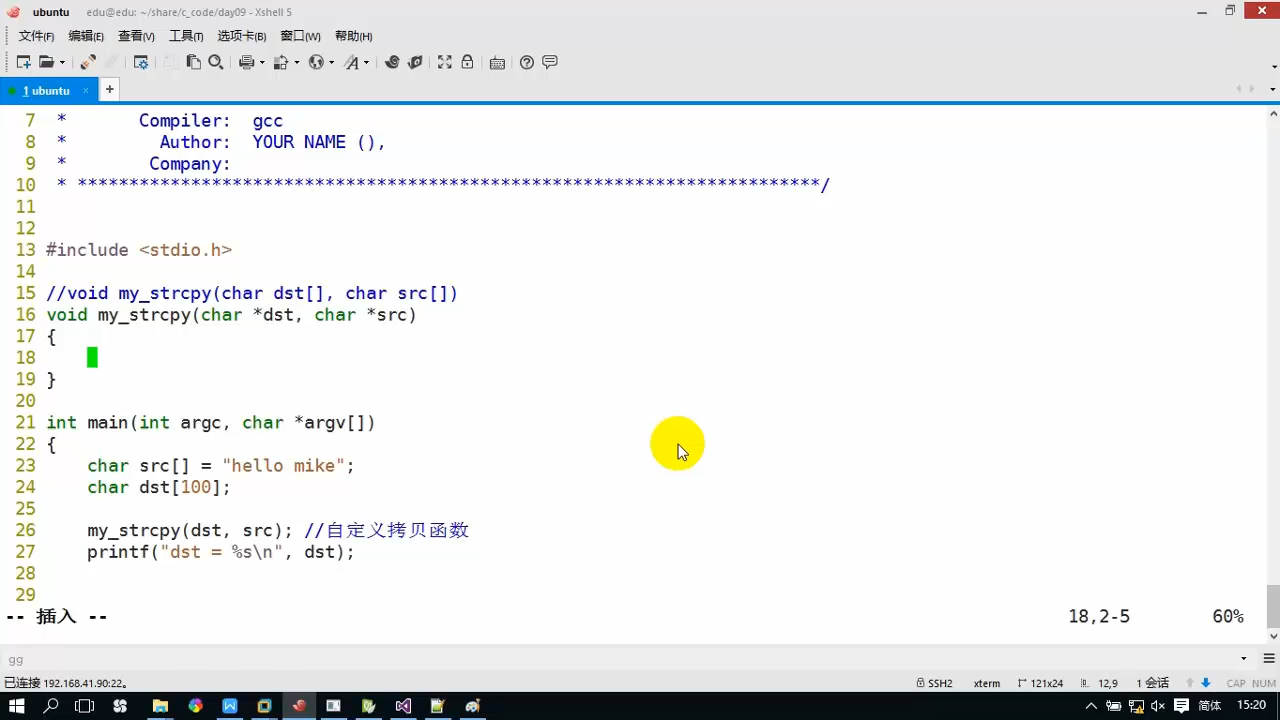 ubuntu edu@edu: ~/share/c_code/day09 - Xshell 5
文件(F) 编辑(E) 查看(V) 工具(T) 选项卡(B) 窗口(W) 帮助(H)
1 ubuntu × +
7 * Compiler: gcc
8 * Author: YOUR NAME (),
9 * Company:
10 * ************************************************************************/
11
12
13 #include <stdio.h>
14
15 //void my_strcpy(char dst[], char src[])
16 void my_strcpy(char *dst, char *src)
17 {
18
19 }
20
21 int main(int argc, char *argv[])
22 {
23 char src[] = "hello mike";
24 char dst[100];
25
26 my_strcpy(dst, src); //自定义拷贝函数
27 printf("dst = %s\n", dst);
28
29
-- 插入 -- 18,2-5 60%
gg
已连接 192.168.41.90:22。 SSH2 xterm 121x24 12,9 1 会话 CAP NUM
简体 15:20